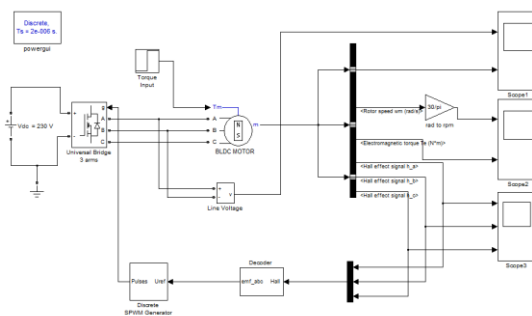 Discrete,
Ts = 2e-006 s.
powergui
Vdc = 230 V
g
A
B
C
+
-
Universal Bridge
3 arms
Torque
Input
Tm
A
B
C
N
S
m
BLDC MOTOR
+
-
v
Line Voltage
<Rotor speed wm (rad/s)>
30/pi
rad to rpm
<Electromagnetic torque Te (N*m)>
<Hall effect signal h_a>
<Hall effect signal h_b>
<Hall effect signal h_c>
Scope1
Scope2
Scope3
Decoder
emf_abc
Hall
Pulses
Uref
Discrete
SPWM Generator